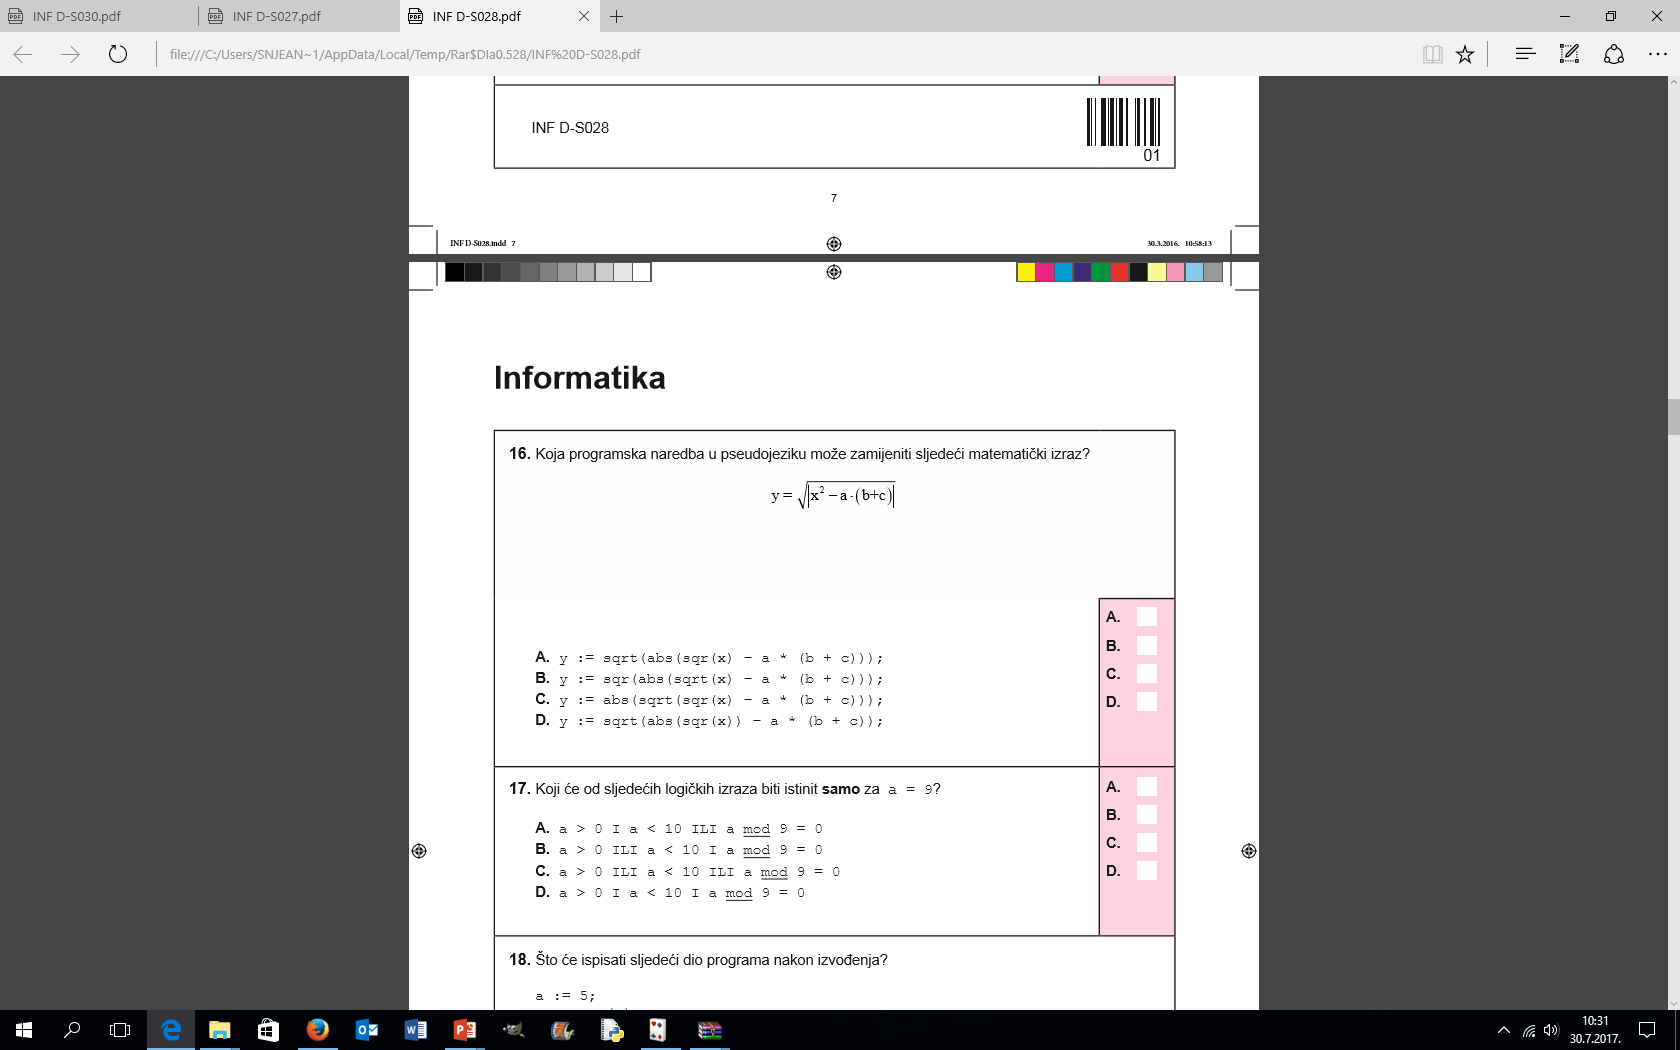 INF D-S030.pdf
INF D-S027.pdf
INF D-S028.pdf
file:///C:/Users/SNJEAN~1/AppData/Local/Temp/Rar$DIa0.528/INF%20D-S028.pdf
INF D-S028
01
7
INF D-S028.indd 7
30.3.2016. 10:58:13
Informatika
16. Koja programska naredba u pseudojeziku može zamijeniti sljedeći matematički izraz?
y = √|x² − a · (b+c)|
A.
B.
C.
D.
A. y := sqrt(abs(sqr(x) − a * (b + c)));
B. y := sqr(abs(sqrt(x) − a * (b + c)));
C. y := abs(sqrt(sqr(x) − a * (b + c)));
D. y := sqrt(abs(sqr(x)) − a * (b + c));
17. Koji će od sljedećih logičkih izraza biti istinit samo za a = 9?
A.
B.
C.
D.
A. a > 0 I a < 10 ILI a mod 9 = 0
B. a > 0 ILI a < 10 I a mod 9 = 0
C. a > 0 ILI a < 10 ILI a mod 9 = 0
D. a > 0 I a < 10 I a mod 9 = 0
18. Što će ispisati sljedeći dio programa nakon izvođenja?
a := 5;
10:31
30.7.2017.